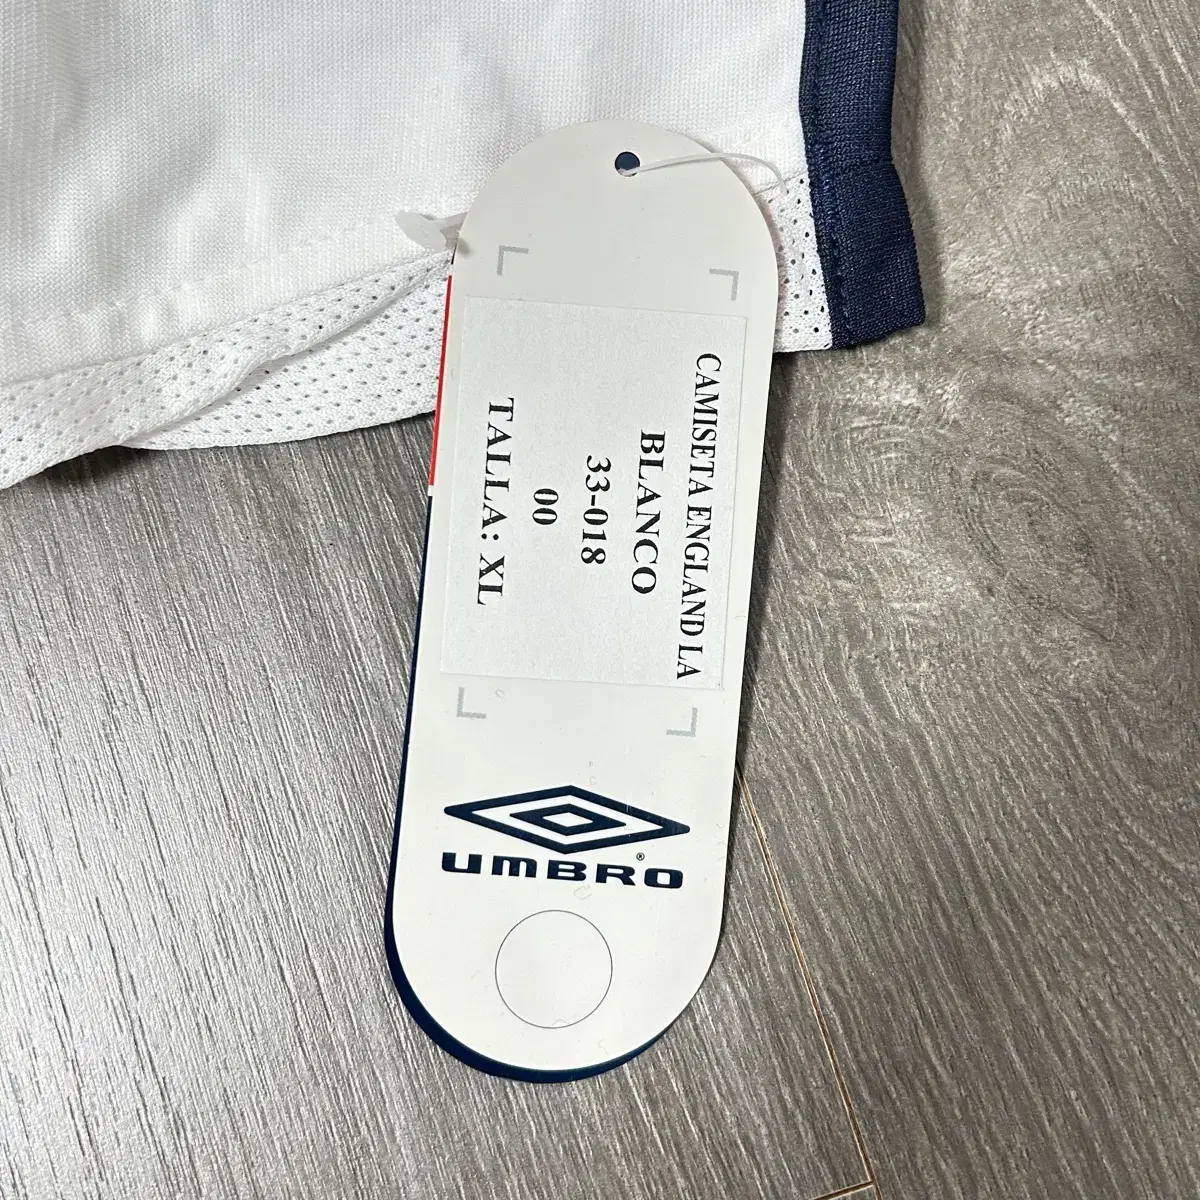 CAMISETA ENGLAND LA
BLANCO
33-018
00
TALLA: XL
UMBRO®